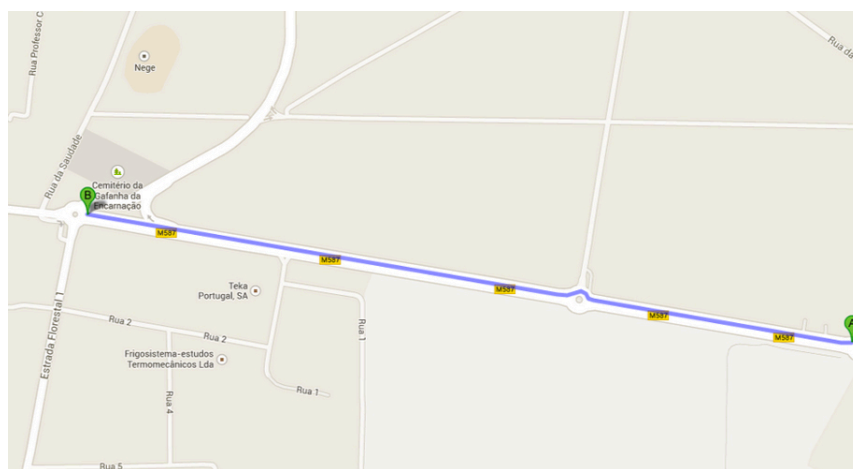 Rua Professor C
Nege
Rua da
Rua da Saudade
Cemitério da
Gafanha da
Encarnação
B
M587
M587
M587
M587
M587
A
Teka
Portugal, SA
Estrada Florestal 1
Rua 2
Rua 2
Rua 1
Frigosistema-estudos
Termomecânicos Lda
Rua 4
Rua 1
Rua 5